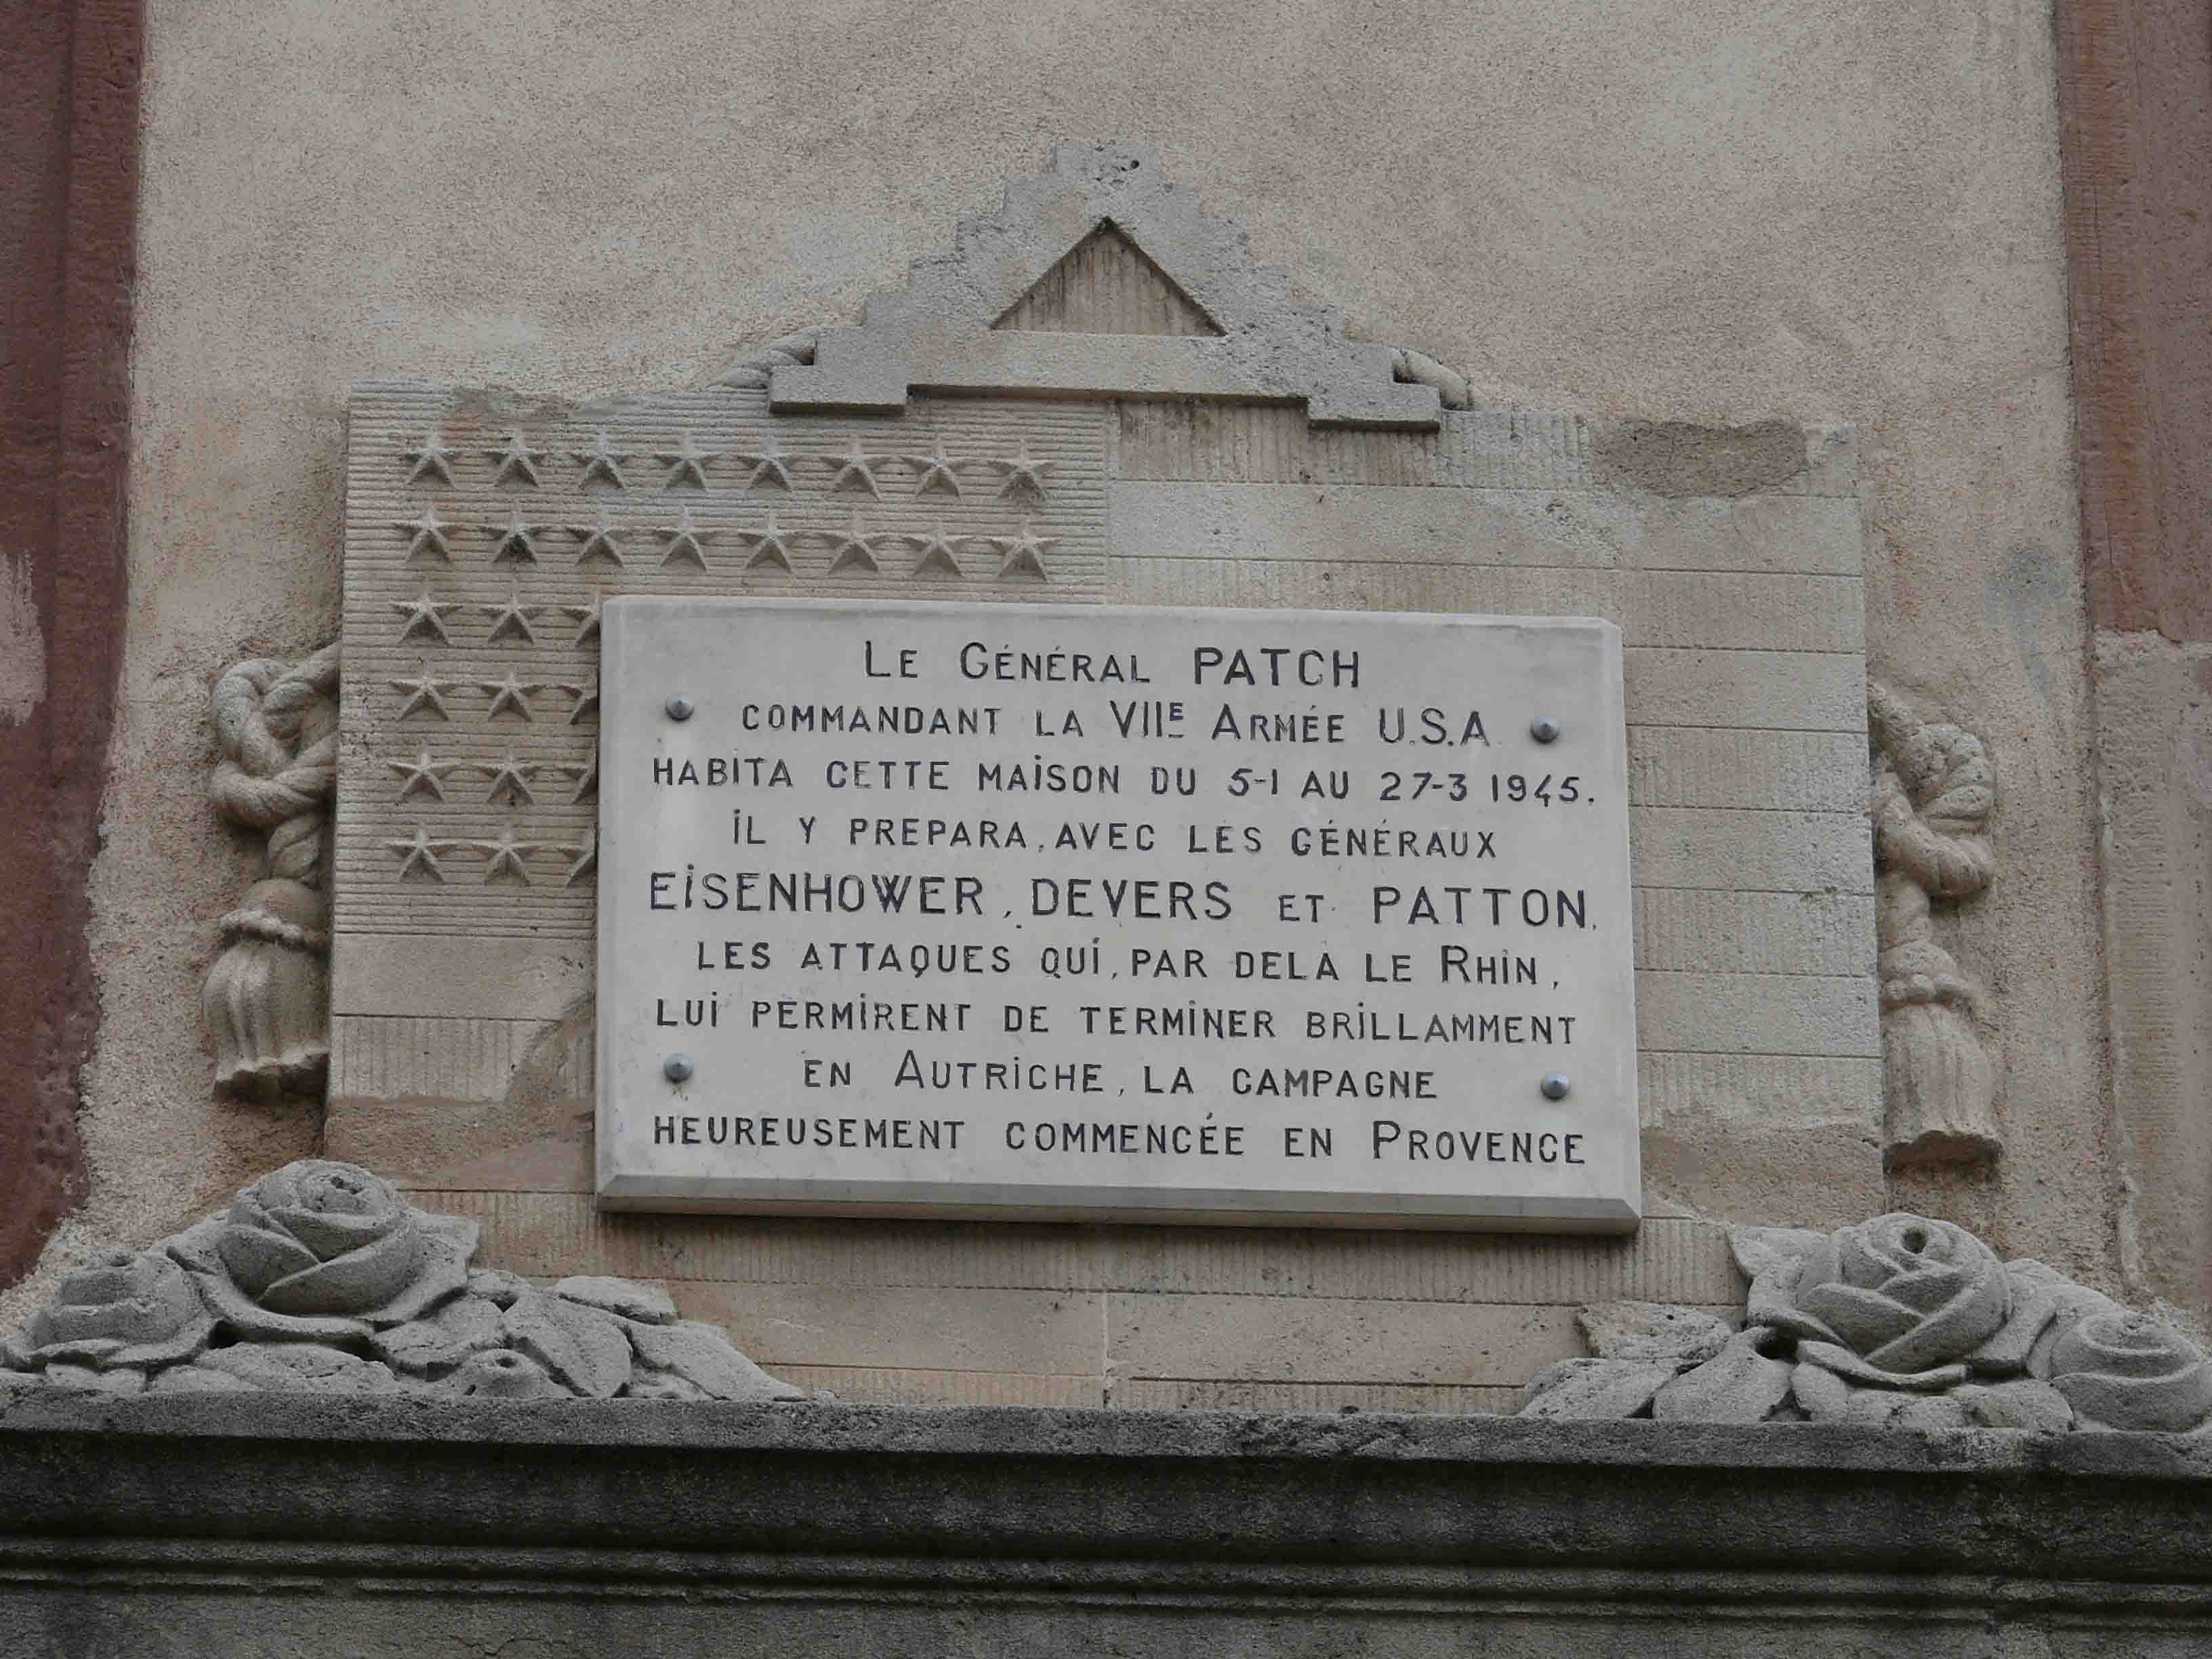 LE GÉNÉRAL PATCH
COMMANDANT LA VIIE ARMÉE U.S.A.
HABITA CETTE MAISON DU 5-1 AU 27-3 1945.
IL Y PREPARA, AVEC LES GÉNÉRAUX
EISENHOWER, DEVERS ET PATTON,
LES ATTAQUES QUI, PAR DELÀ LE RHIN,
LUI PERMIRENT DE TERMINER BRILLAMMENT
EN AUTRICHE, LA CAMPAGNE
HEUREUSEMENT COMMENCÉE EN PROVENCE